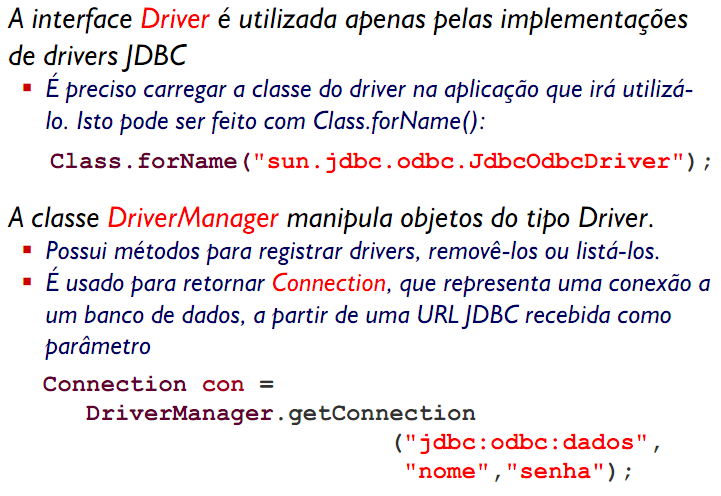 A interface Driver é utilizada apenas pelas implementações
de drivers JDBC
▪ É preciso carregar a classe do driver na aplicação que irá utilizá-
lo. Isto pode ser feito com Class.forName():
Class.forName("sun.jdbc.odbc.JdbcOdbcDriver");
A classe DriverManager manipula objetos do tipo Driver.
▪ Possui métodos para registrar drivers, removê-los ou listá-los.
▪ É usado para retornar Connection, que representa uma conexão a
um banco de dados, a partir de uma URL JDBC recebida como
parâmetro
Connection con =
DriverManager.getConnection
("jdbc:odbc:dados",
"nome","senha");